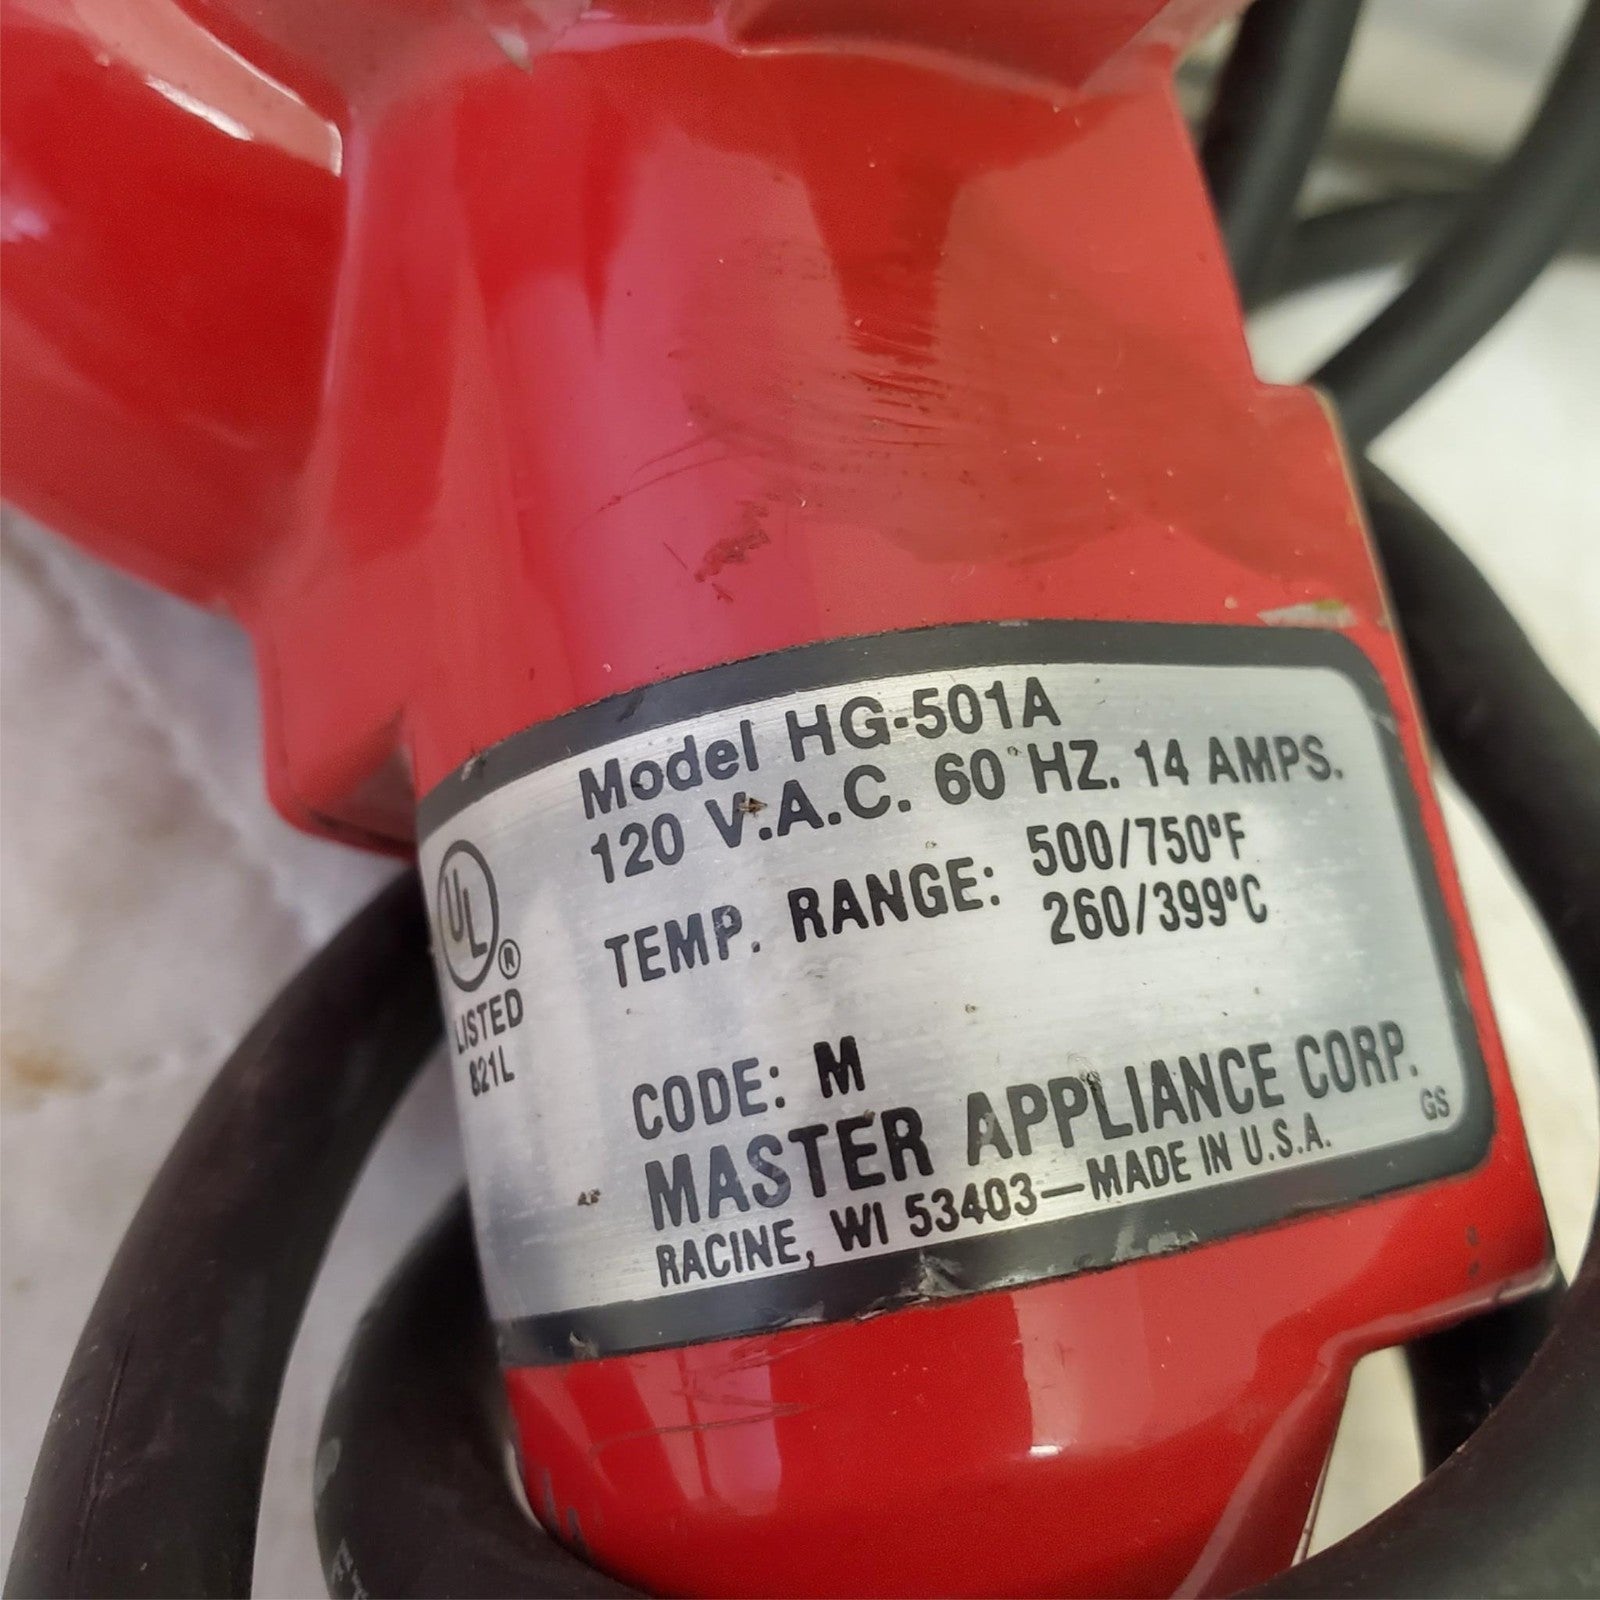 Model HG-501A
120 V.A.C. 60 HZ. 14 AMPS.
TEMP. RANGE: 500/750°F
260/399°C
UL ®
LISTED
821L
CODE: M
MASTER APPLIANCE CORP.
RACINE, WI 53403—MADE IN U.S.A.
GS